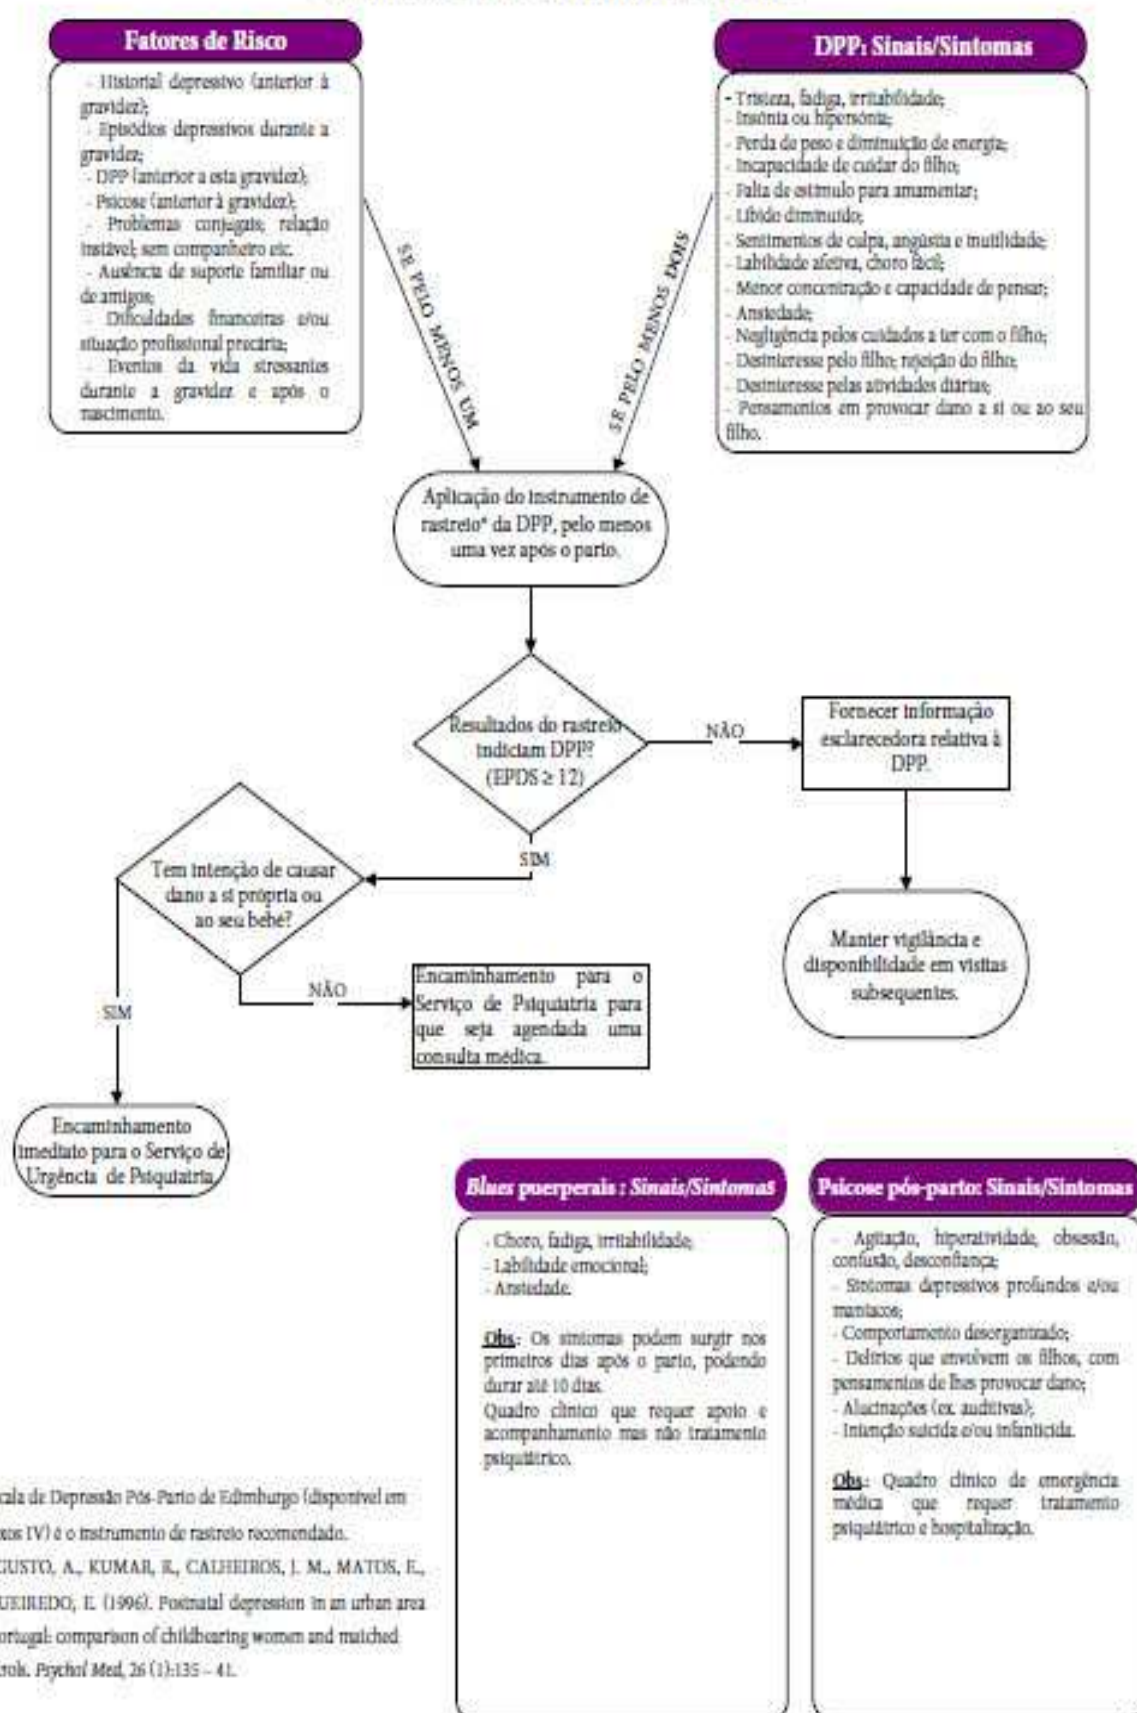 Fatores de Risco
- Historial depressivo (anterior à
gravidez);
- Episódios depressivos durante a
gravidez;
- DPP (anterior a esta gravidez);
- Psicose (anterior à gravidez);
- Problemas conjugais; relação
instável; sem companheiro etc.
- Ausência de suporte familiar ou
de amigos;
- Dificuldades financeiras e/ou
situação profissional precária;
- Eventos da vida stressantes
durante a gravidez e após o
nascimento.
DPP: Sinais/Sintomas
- Tristeza, fadiga, irritabilidade;
- Insónia ou hipersónia;
- Perda de peso e diminuição de energia;
- Incapacidade de cuidar do filho;
- Falta de estímulo para amamentar;
- Líbido diminuído;
- Sentimentos de culpa, angústia e inutilidade;
- Labilidade afetiva, choro fácil;
- Menor concentração e capacidade de pensar;
- Ansiedade;
- Negligência pelos cuidados a ter com o filho;
- Desinteresse pelo filho; rejeição do filho;
- Desinteresse pelas atividades diárias;
- Pensamentos em provocar dano a si ou ao seu
filho.
SE PELO MENOS UM
SE PELO MENOS DOIS
Aplicação do instrumento de
rastreio* da DPP, pelo menos
uma vez após o parto.
Resultados do rastreio
indiciam DPP?
(EPDS ≥ 12)
NÃO
Fornecer informação
esclarecedora relativa à
DPP.
SIM
Tem intenção de causar
dano a si própria ou
ao seu bebé?
Manter vigilância e
disponibilidade em visitas
subsequentes.
NÃO
Encaminhamento para o
Serviço de Psiquiatria para
que seja agendada uma
consulta médica.
SIM
Encaminhamento
imediato para o Serviço de
Urgência de Psiquiatria.
Blues puerperais : Sinais/Sintomas
- Choro, fadiga, irritabilidade;
- Labilidade emocional;
- Ansiedade.
Obs.: Os sintomas podem surgir nos
primeiros dias após o parto, podendo
durar até 10 dias.
Quadro clínico que requer apoio e
acompanhamento mas não tratamento
psiquiátrico.
Psicose pós-parto: Sinais/Sintomas
- Agitação, hiperatividade, obsessão,
confusão, desconfiança;
- Sintomas depressivos profundos e/ou
maníacos;
- Comportamento desorganizado;
- Delírios que envolvem os filhos, com
pensamentos de lhes provocar dano;
- Alucinações (ex. auditivas);
- Intenção suicida e/ou infanticida.
Obs.: Quadro clínico de emergência
médica que requer tratamento
psiquiátrico e hospitalização.
cala de Depressão Pós-Parto de Edimburgo (disponível em
xos IV) é o instrumento de rastreio recomendado.
GUSTO, A., KUMAR, R., CALHEIROS, J. M., MATOS, E.,
UEIREDO, E. (1996). Postnatal depression in an urban area
ortugal: comparison of childbearing women and matched
trols. Psychol Med, 26 (1):135 – 41.